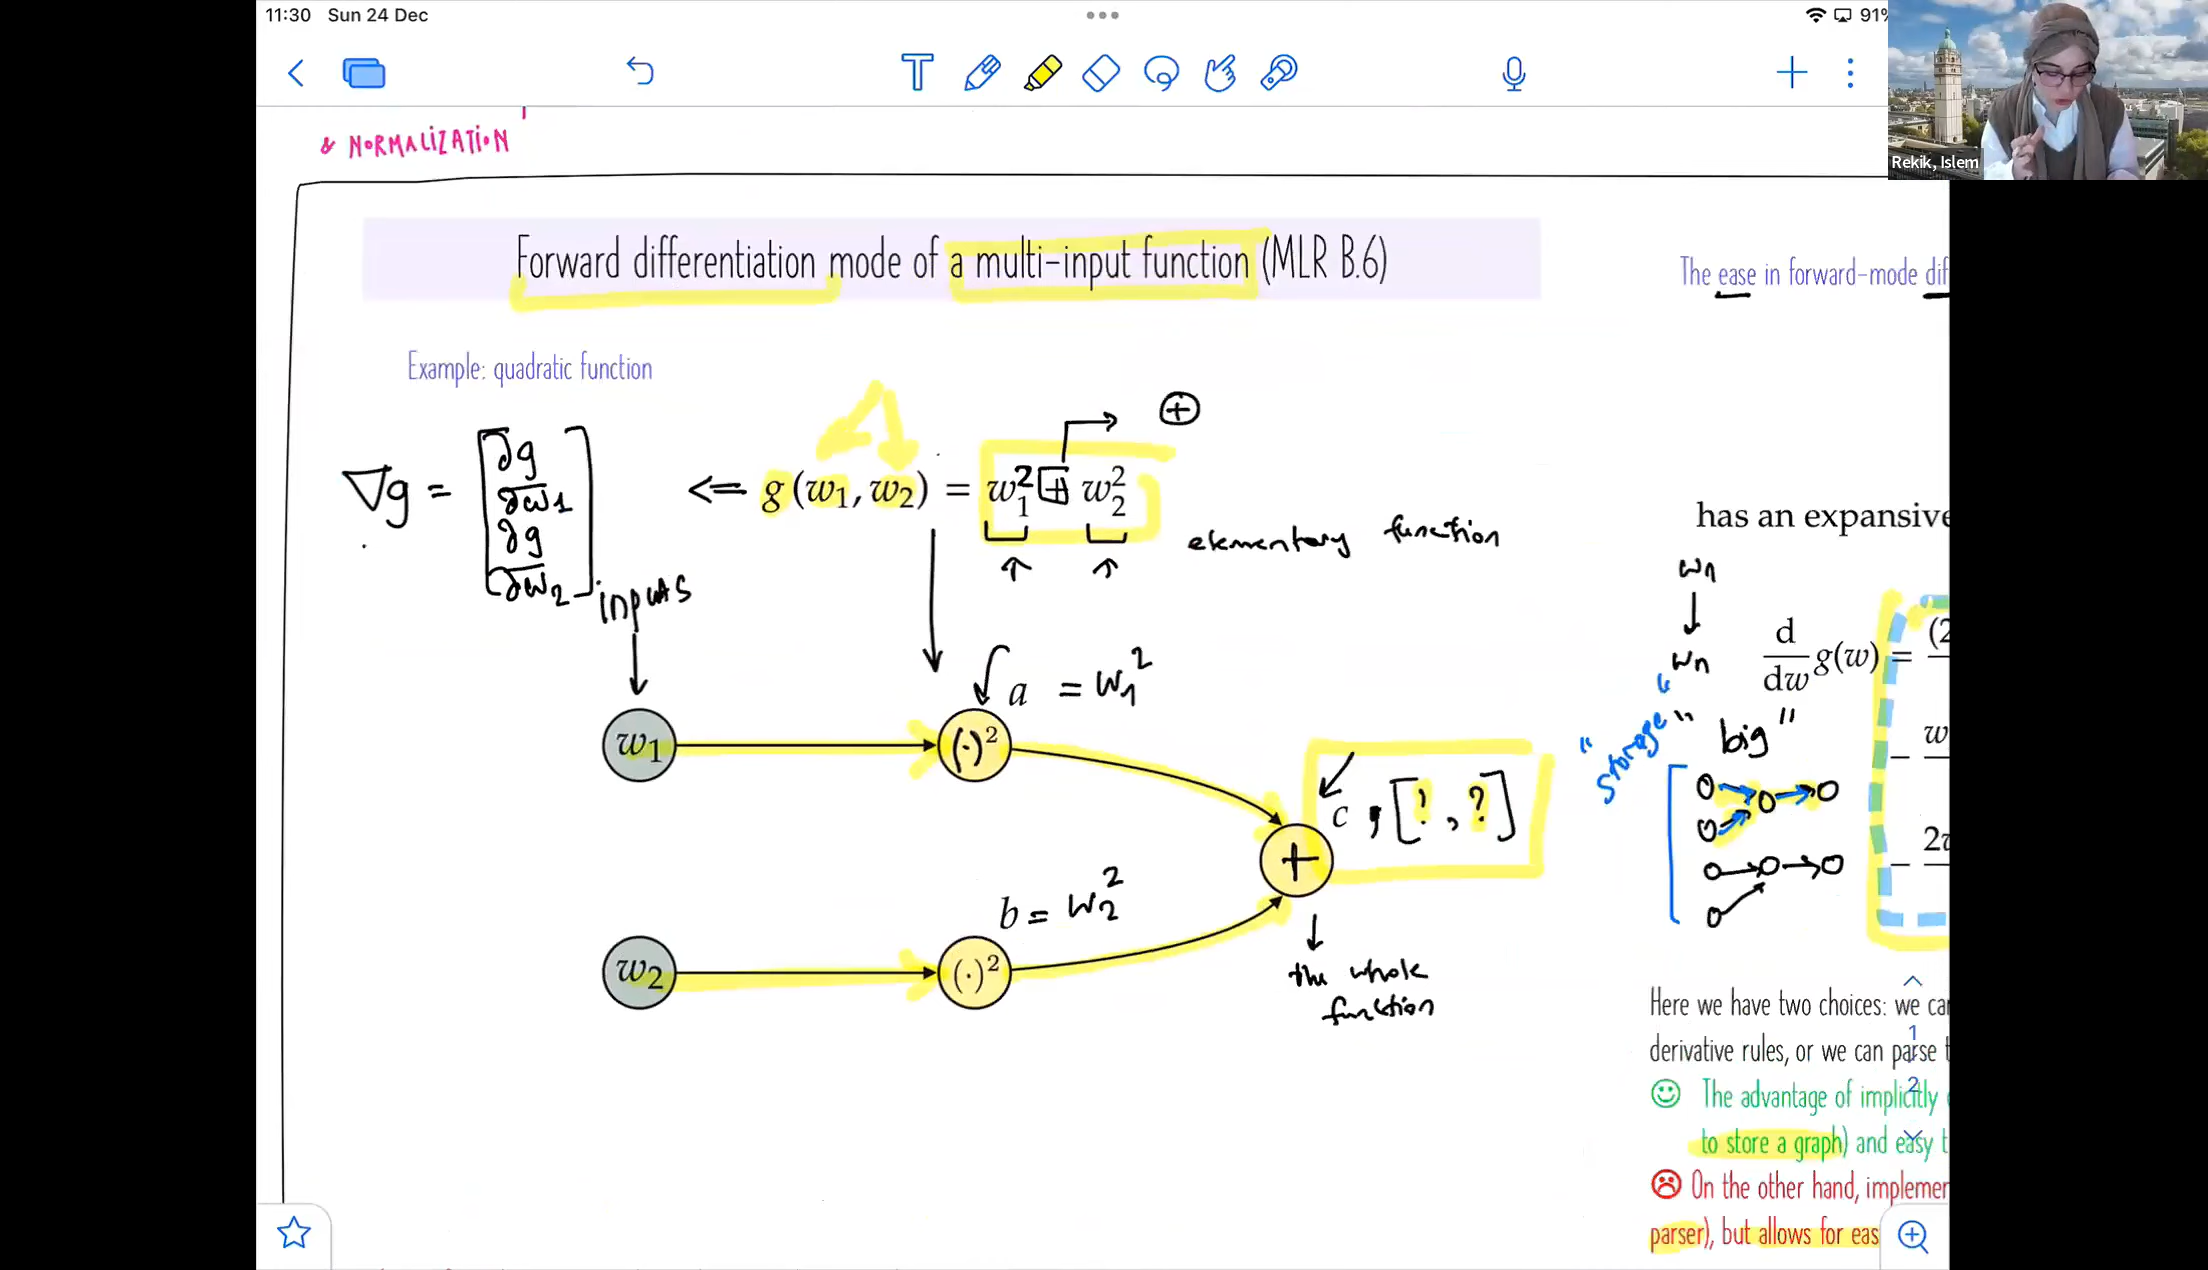 11:30 Sun 24 Dec
91%
Rekik, Islem
& NORMALIZATION
Forward differentiation mode of a multi-input function (MLR B.6)
Example: quadratic function
∇g = [∂g/∂w1 ∂g/∂w2]
<= g(w1, w2) = w1² + w2²
⊕
elementary function
inputs
a = w1²
w1
(·)²
c, [?, ?]
+
b = w2²
w2
(·)²
the whole function
The ease in forward-mode dif
has an expansive
w1
wn
d/dw g(w) = (2
"storage"
"big"
Here we have two choices: we ca
derivative rules, or we can parse t
The advantage of implicitly
to store a graph) and easy t
On the other hand, implemen
parser), but allows for eas
1
2